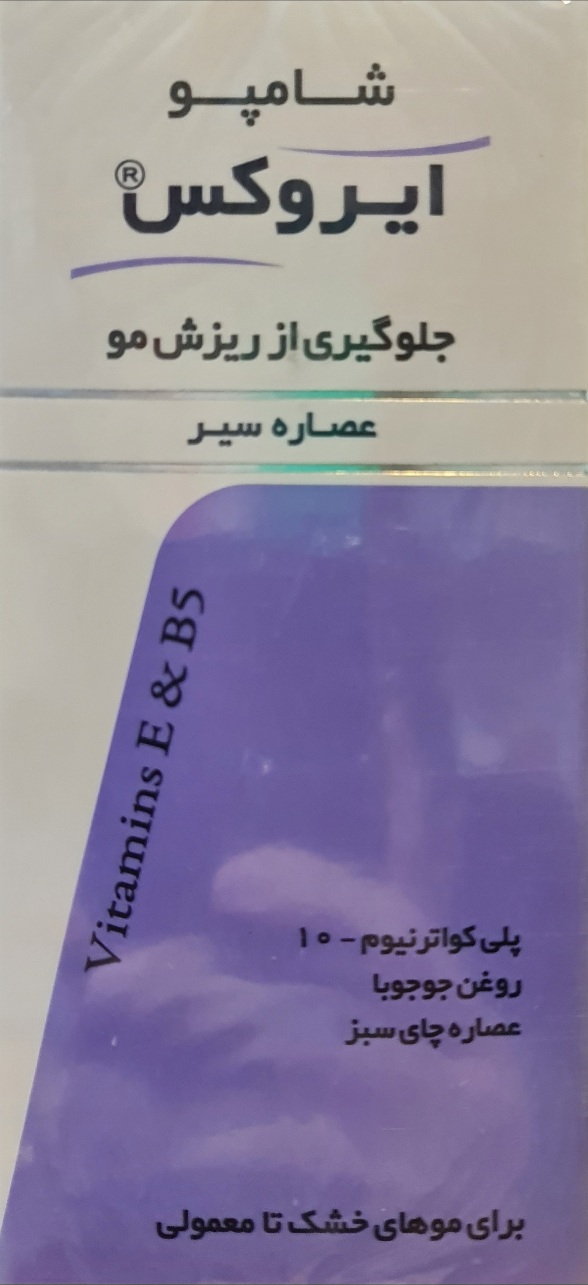 شامپو
ایروکس®
جلوگیری از ریزش مو
عصاره سیر
Vitamins E & B5
پلی کواترنیوم - ۱۰
روغن جوجوبا
عصاره چای سبز
برای موهای خشک تا معمولی